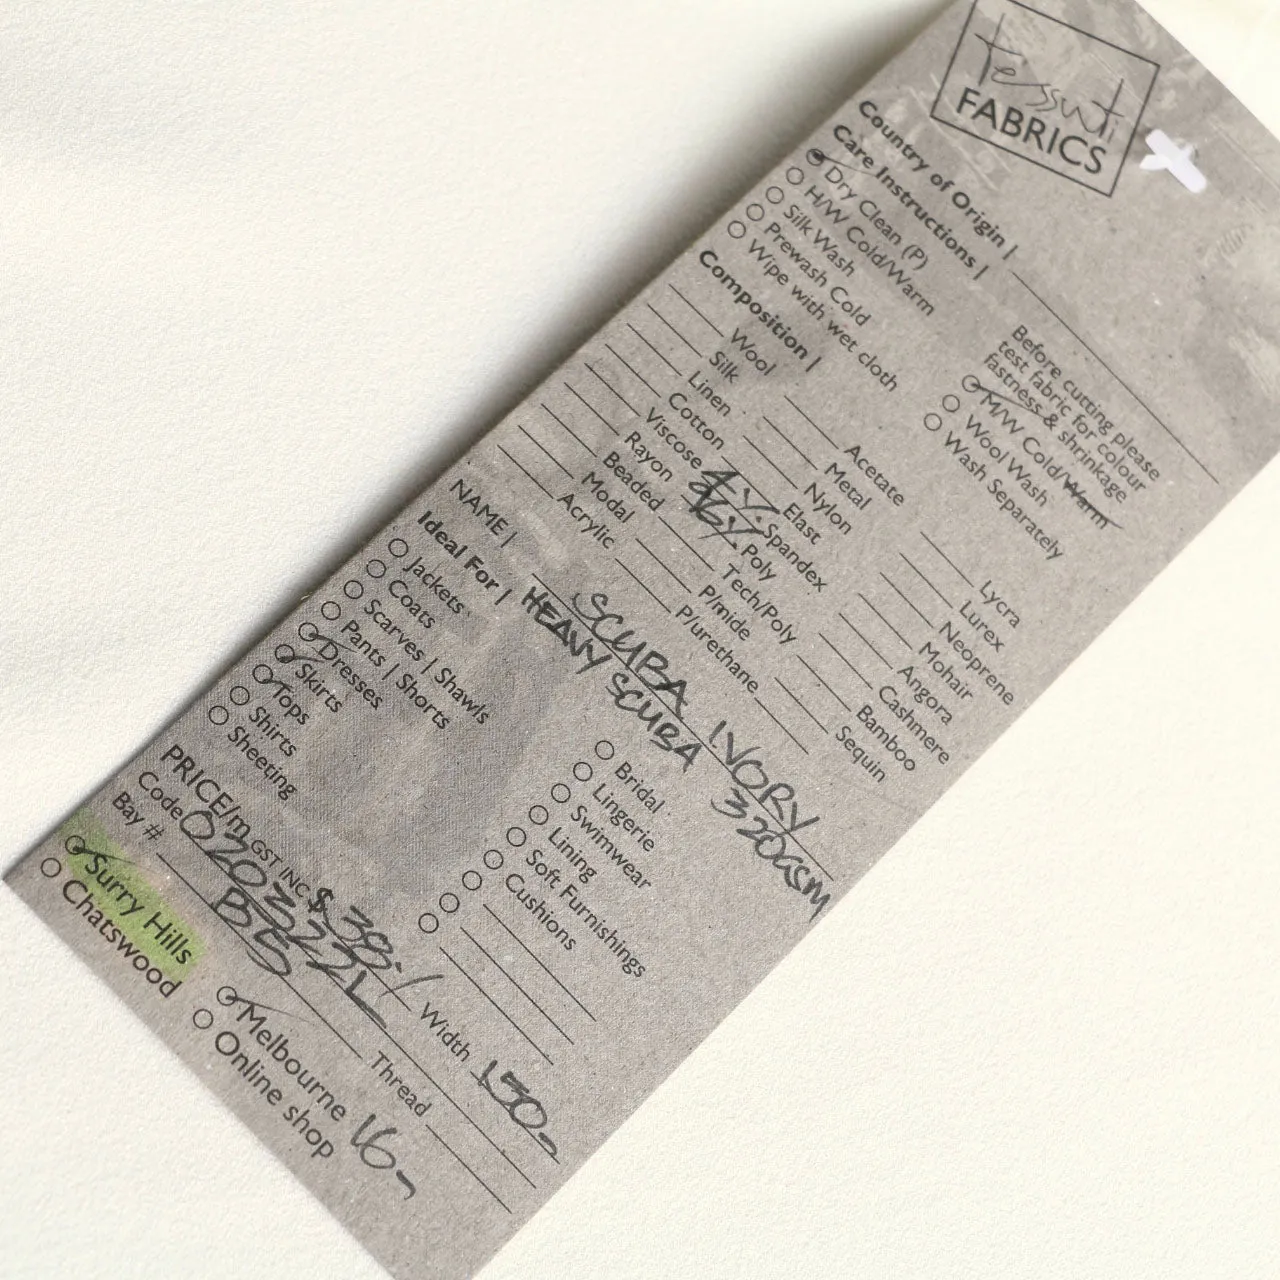 Tessuti
FABRICS
Country of Origin |
Care Instructions |
Dry Clean (P)
H/W Cold/Warm
Silk Wash
Prewash Cold
Wipe with wet cloth
Before cutting please
test fabric for colour
fastness & shrinkage
M/W Cold/Warm
Wool Wash
Wash Separately
Composition |
Wool
Silk
Linen
Cotton
Viscose
Rayon
Beaded
Modal
Acrylic
Acetate
Metal
Nylon
Elast
4% Spandex
96% Poly
Tech/Poly
P/mide
P/urethane
Lycra
Lurex
Neoprene
Mohair
Angora
Cashmere
Bamboo
Sequin
NAME | SCUBA IVORY
HEAVY SCUBA 320GSM
Ideal For |
Jackets
Coats
Scarves | Shawls
Pants | Shorts
Dresses
Skirts
Tops
Shirts
Sheeting
Bridal
Lingerie
Swimwear
Lining
Soft Furnishings
Cushions
PRICE/m GST INC $ 39.- Width 150-
Code 020322L
Bay # B5 Thread
Surry Hills
Chatswood
Melbourne 16-
Online shop